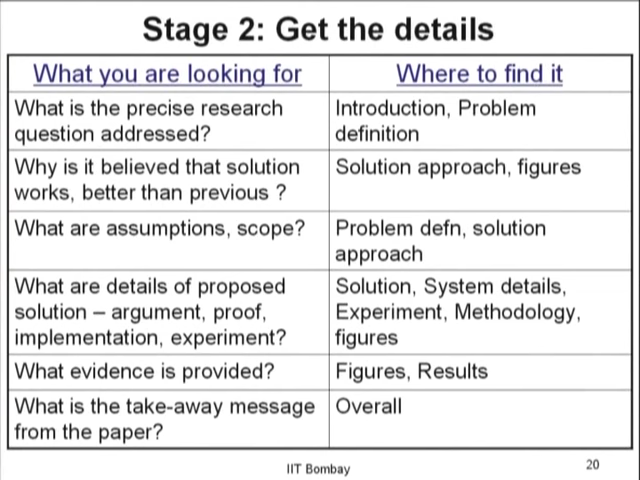 Stage 2: Get the details
What you are looking for
Where to find it
What is the precise research
question addressed?
Introduction, Problem
definition
Why is it believed that solution
works, better than previous ?
Solution approach, figures
What are assumptions, scope?
Problem defn, solution
approach
What are details of proposed
solution – argument, proof,
implementation, experiment?
Solution, System details,
Experiment, Methodology,
figures
What evidence is provided?
Figures, Results
What is the take-away message
from the paper?
Overall
IIT Bombay
20